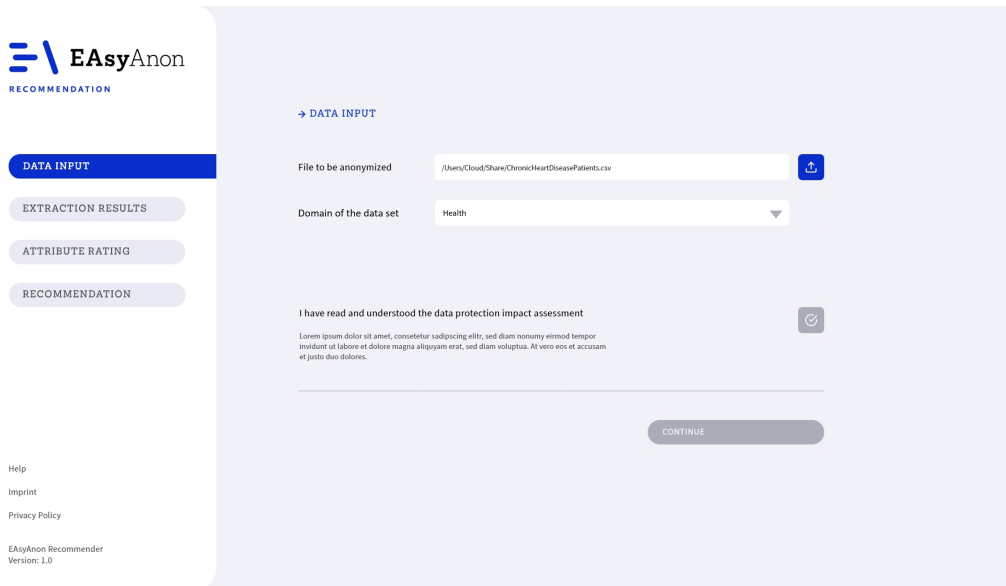 EAsyAnon
RECOMMENDATION
DATA INPUT
EXTRACTION RESULTS
ATTRIBUTE RATING
RECOMMENDATION
Help
Imprint
Privacy Policy
EAsyAnon Recommender
Version: 1.0
→ DATA INPUT
File to be anonymized
/Users/Cloud/Share/ChronicHeartDiseasePatients.csv
Domain of the data set
Health
I have read and understood the data protection impact assessment
Lorem ipsum dolor sit amet, consetetur sadipscing elitr, sed diam nonumy eirmod tempor
invidunt ut labore et dolore magna aliquyam erat, sed diam voluptua. At vero eos et accusam
et justo duo dolores.
CONTINUE